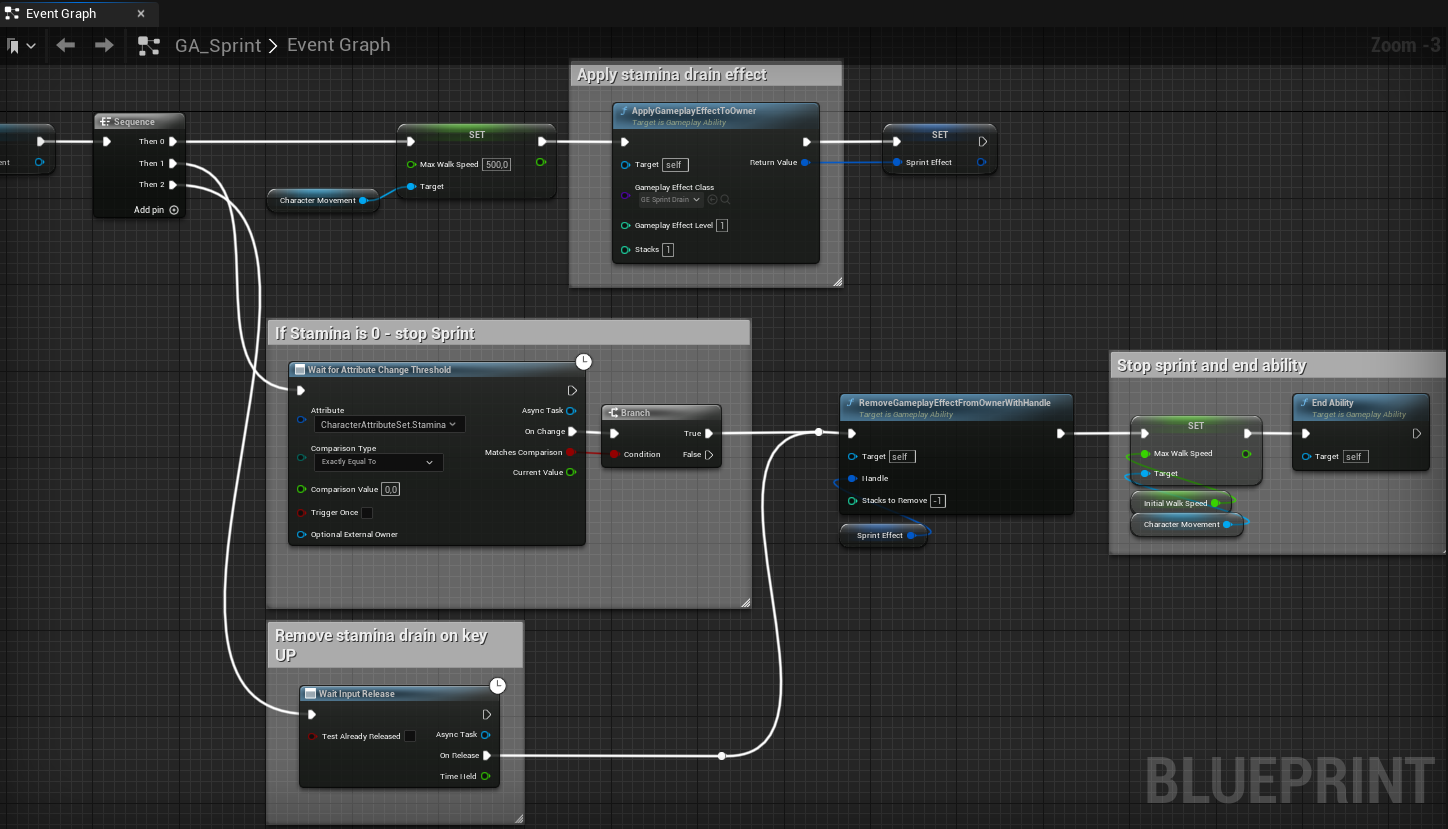 Event Graph
GA_Sprint > Event Graph
Zoom -3
Apply stamina drain effect
Sequence
Then 0
Then 1
Then 2
Add pin
ent
SET
Max Walk Speed 500,0
Target
Character Movement
ApplyGameplayEffectToOwner
Target is Gameplay Ability
Target self
Return Value
Gameplay Effect Class
GE Sprint Drain
Gameplay Effect Level 1
Stacks 1
SET
Sprint Effect
If Stamina is 0 - stop Sprint
Wait for Attribute Change Threshold
Async Task
Attribute
CharacterAttributeSet.Stamina
On Change
Comparison Type
Matches Comparison
Exactly Equal To
Current Value
Comparison Value 0,0
Trigger Once
Optional External Owner
Branch
True
Condition
False
RemoveGameplayEffectFromOwnerWithHandle
Target is Gameplay Ability
Target self
Handle
Stacks to Remove -1
Sprint Effect
Stop sprint and end ability
SET
Max Walk Speed
Target
Initial Walk Speed
Character Movement
End Ability
Target is Gameplay Ability
Target self
Remove stamina drain on key
UP
Wait Input Release
Test Already Released
Async Task
On Release
Time Held
BLUEPRINT